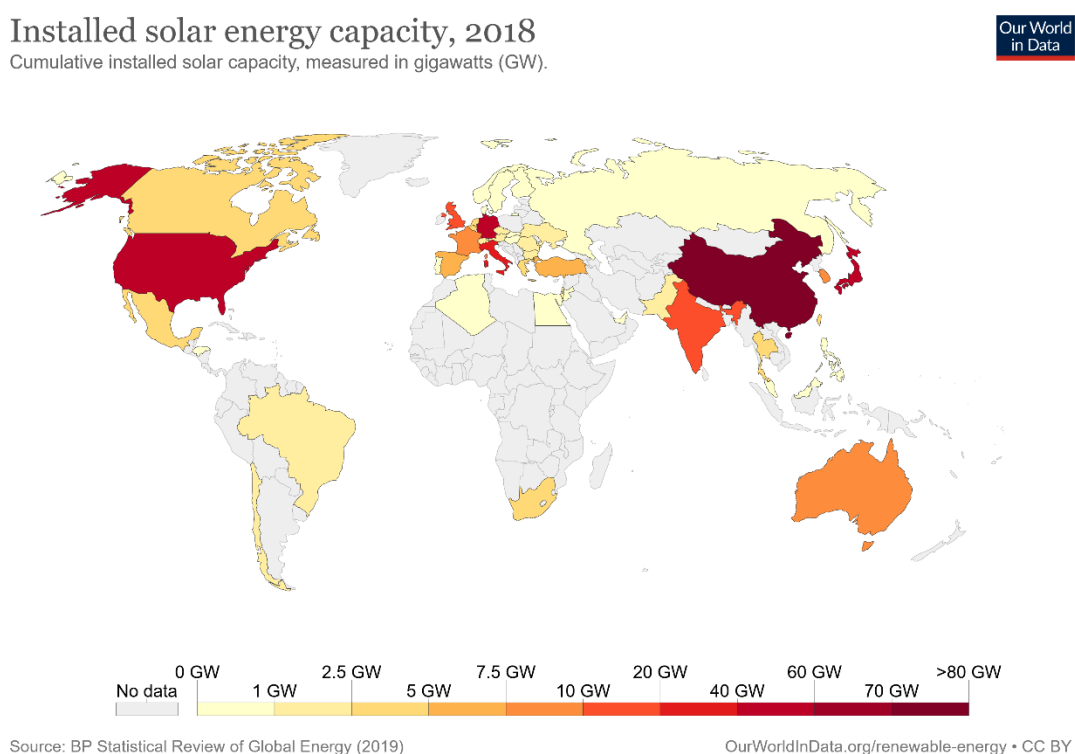 Installed solar energy capacity, 2018
Cumulative installed solar capacity, measured in gigawatts (GW).
Our World
in Data
0 GW 2.5 GW 7.5 GW 20 GW 60 GW >80 GW
No data 1 GW 5 GW 10 GW 40 GW 70 GW
Source: BP Statistical Review of Global Energy (2019) OurWorldInData.org/renewable-energy • CC BY